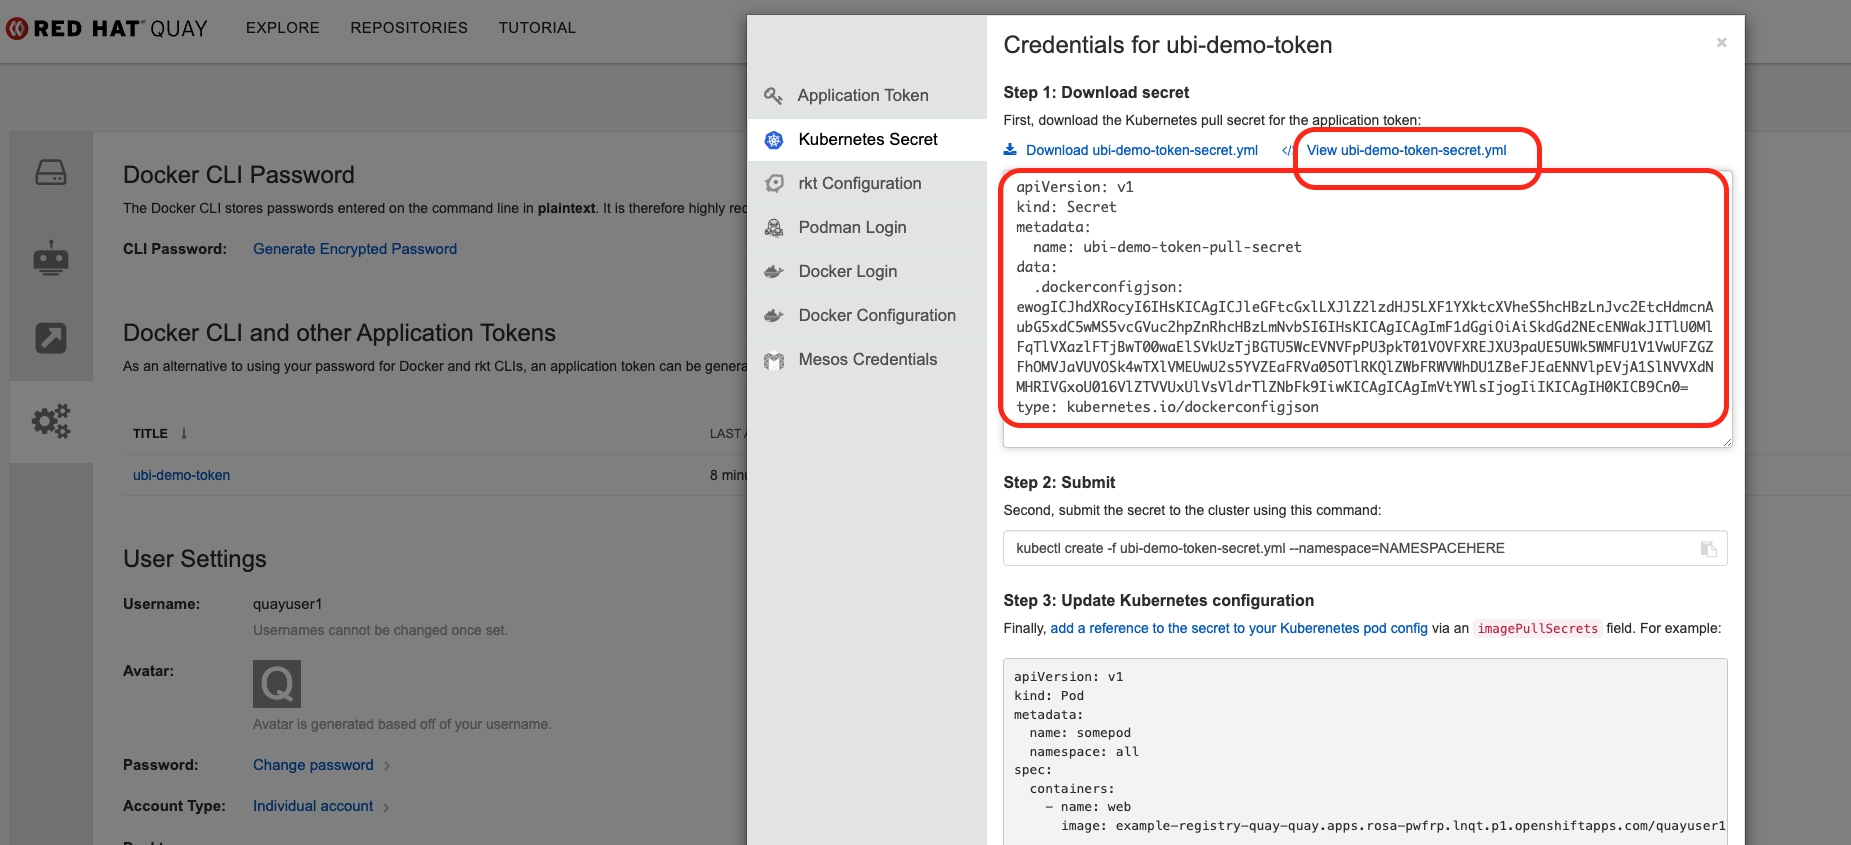 RED HAT QUAY
EXPLORE
REPOSITORIES
TUTORIAL
Docker CLI Password
The Docker CLI stores passwords entered on the command line in plaintext. It is therefore highly
CLI Password:
Generate Encrypted Password
Docker CLI and other Application Tokens
As an alternative to using your password for Docker and rkt CLIs, an application token can be
TITLE ↓
LAST
ubi-demo-token
8
User Settings
Username:
quayuser1
Usernames cannot be changed once set.
Avatar:
Q
Avatar is generated based off of your username.
Password:
Change password
Account Type:
Individual account
Application Token
Kubernetes Secret
rkt Configuration
Podman Login
Docker Login
Docker Configuration
Mesos Credentials
Credentials for ubi-demo-token
×
Step 1: Download secret
First, download the Kubernetes pull secret for the application token:
Download ubi-demo-token-secret.yml
View ubi-demo-token-secret.yml
apiVersion: v1
kind: Secret
metadata:
name: ubi-demo-token-pull-secret
data:
.dockerconfigjson:
type: kubernetes.io/dockerconfigjson
Step 2: Submit
Second, submit the secret to the cluster using this command:
kubectl create -f ubi-demo-token-secret.yml --namespace=NAMESPACEHERE
Step 3: Update Kubernetes configuration
Finally, add a reference to the secret to your Kuberenetes pod config via an imagePullSecrets field. For example:
apiVersion: v1
kind: Pod
metadata:
name: somepod
namespace: all
spec:
containers:
- name: web
image: example-registry-quay-quay.apps.rosa-pwfrp.lnqt.p1.openshiftapps.com/quayuser1